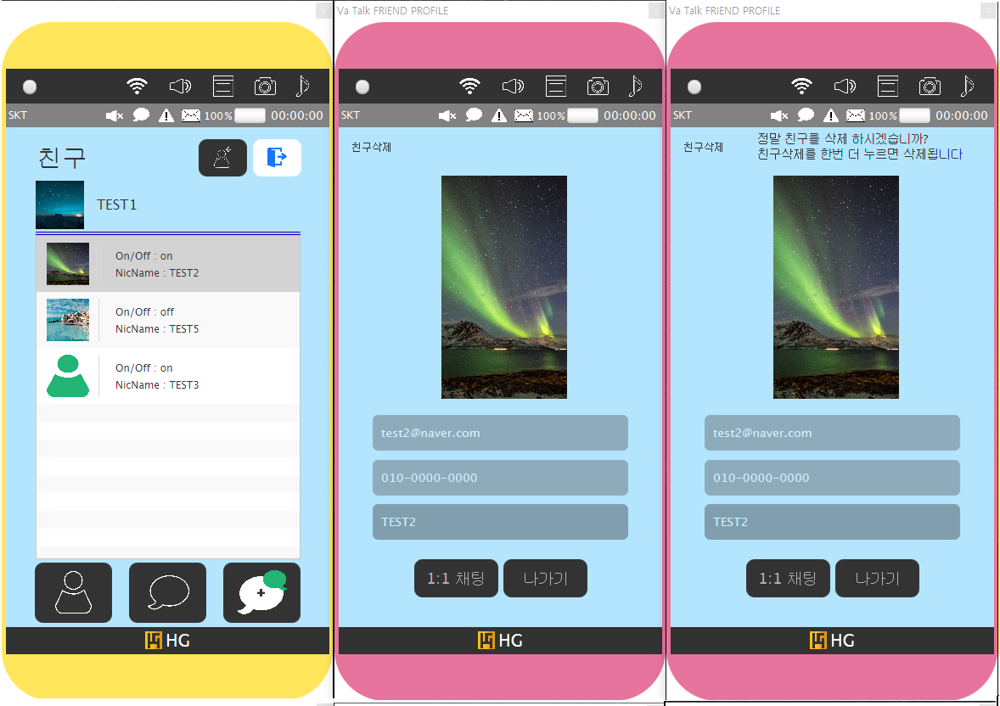 Va Talk FRIEND PROFILE
Va Talk FRIEND PROFILE
SKT 100% 00:00:00
친구
TEST1
On/Off : on
NicName : TEST2
On/Off : off
NicName : TEST5
On/Off : on
NicName : TEST3
HG
SKT 100% 00:00:00
친구삭제
test2@naver.com
010-0000-0000
TEST2
1:1 채팅 나가기
HG
SKT 100% 00:00:00
정말 친구를 삭제 하시겠습니까?
친구삭제 친구삭제를 한번 더 누르면 삭제됩니다
test2@naver.com
010-0000-0000
TEST2
1:1 채팅 나가기
HG